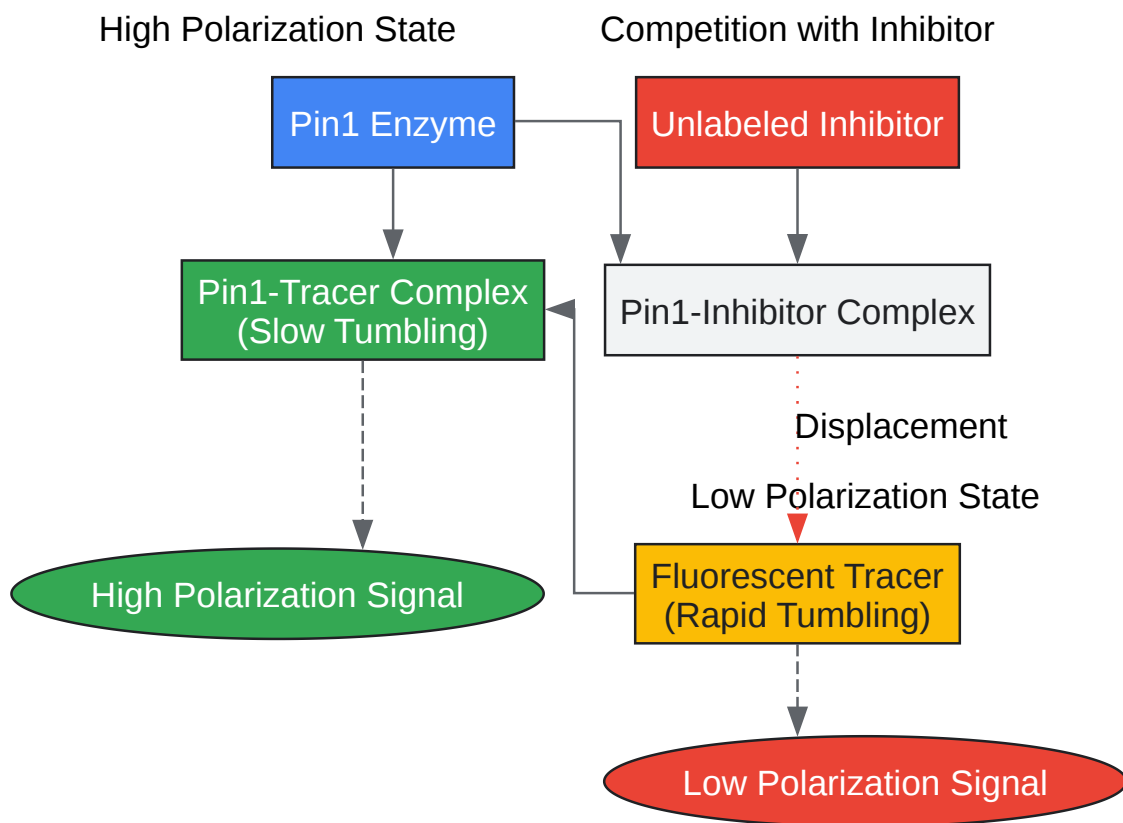 High Polarization State
Competition with Inhibitor
Pin1 Enzyme
Unlabeled Inhibitor
Pin1-Tracer Complex
(Slow Tumbling)
Pin1-Inhibitor Complex
Displacement
Low Polarization State
High Polarization Signal
Fluorescent Tracer
(Rapid Tumbling)
Low Polarization Signal